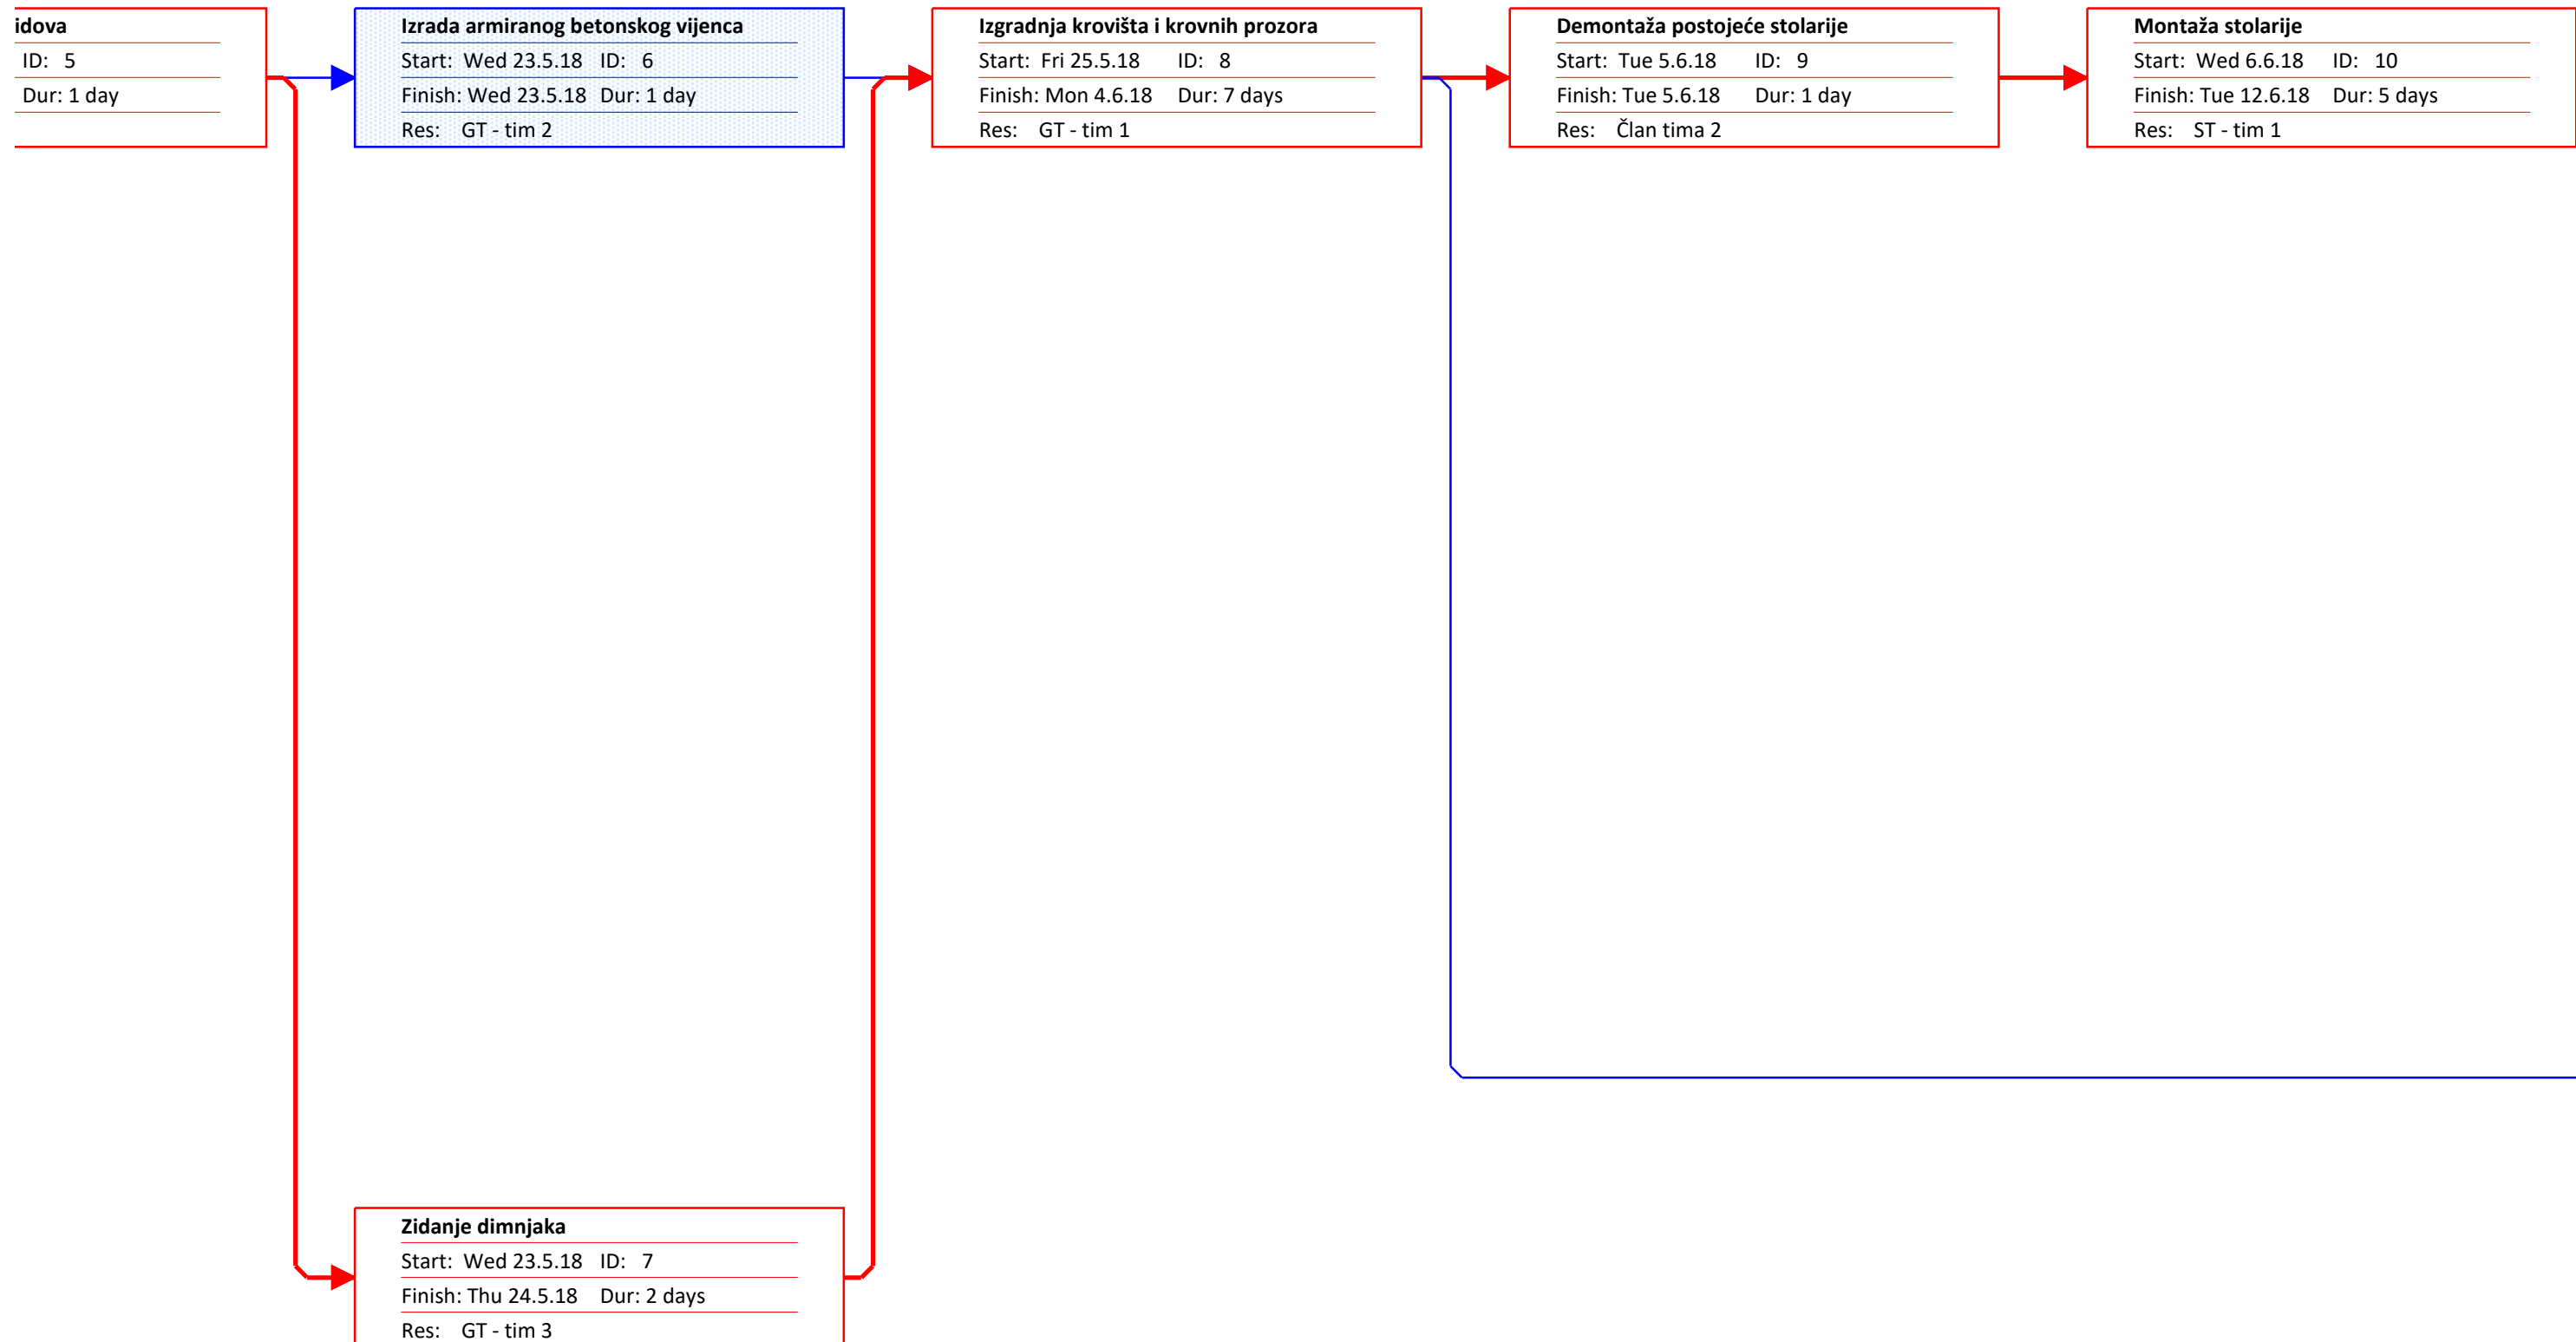 idova
ID: 5
Dur: 1 day
Izrada armiranog betonskog vijenca
Start: Wed 23.5.18 ID: 6
Finish: Wed 23.5.18 Dur: 1 day
Res: GT - tim 2
Izgradnja krovišta i krovnih prozora
Start: Fri 25.5.18 ID: 8
Finish: Mon 4.6.18 Dur: 7 days
Res: GT - tim 1
Demontaža postojeće stolarije
Start: Tue 5.6.18 ID: 9
Finish: Tue 5.6.18 Dur: 1 day
Res: Član tima 2
Montaža stolarije
Start: Wed 6.6.18 ID: 10
Finish: Tue 12.6.18 Dur: 5 days
Res: ST - tim 1
Zidanje dimnjaka
Start: Wed 23.5.18 ID: 7
Finish: Thu 24.5.18 Dur: 2 days
Res: GT - tim 3